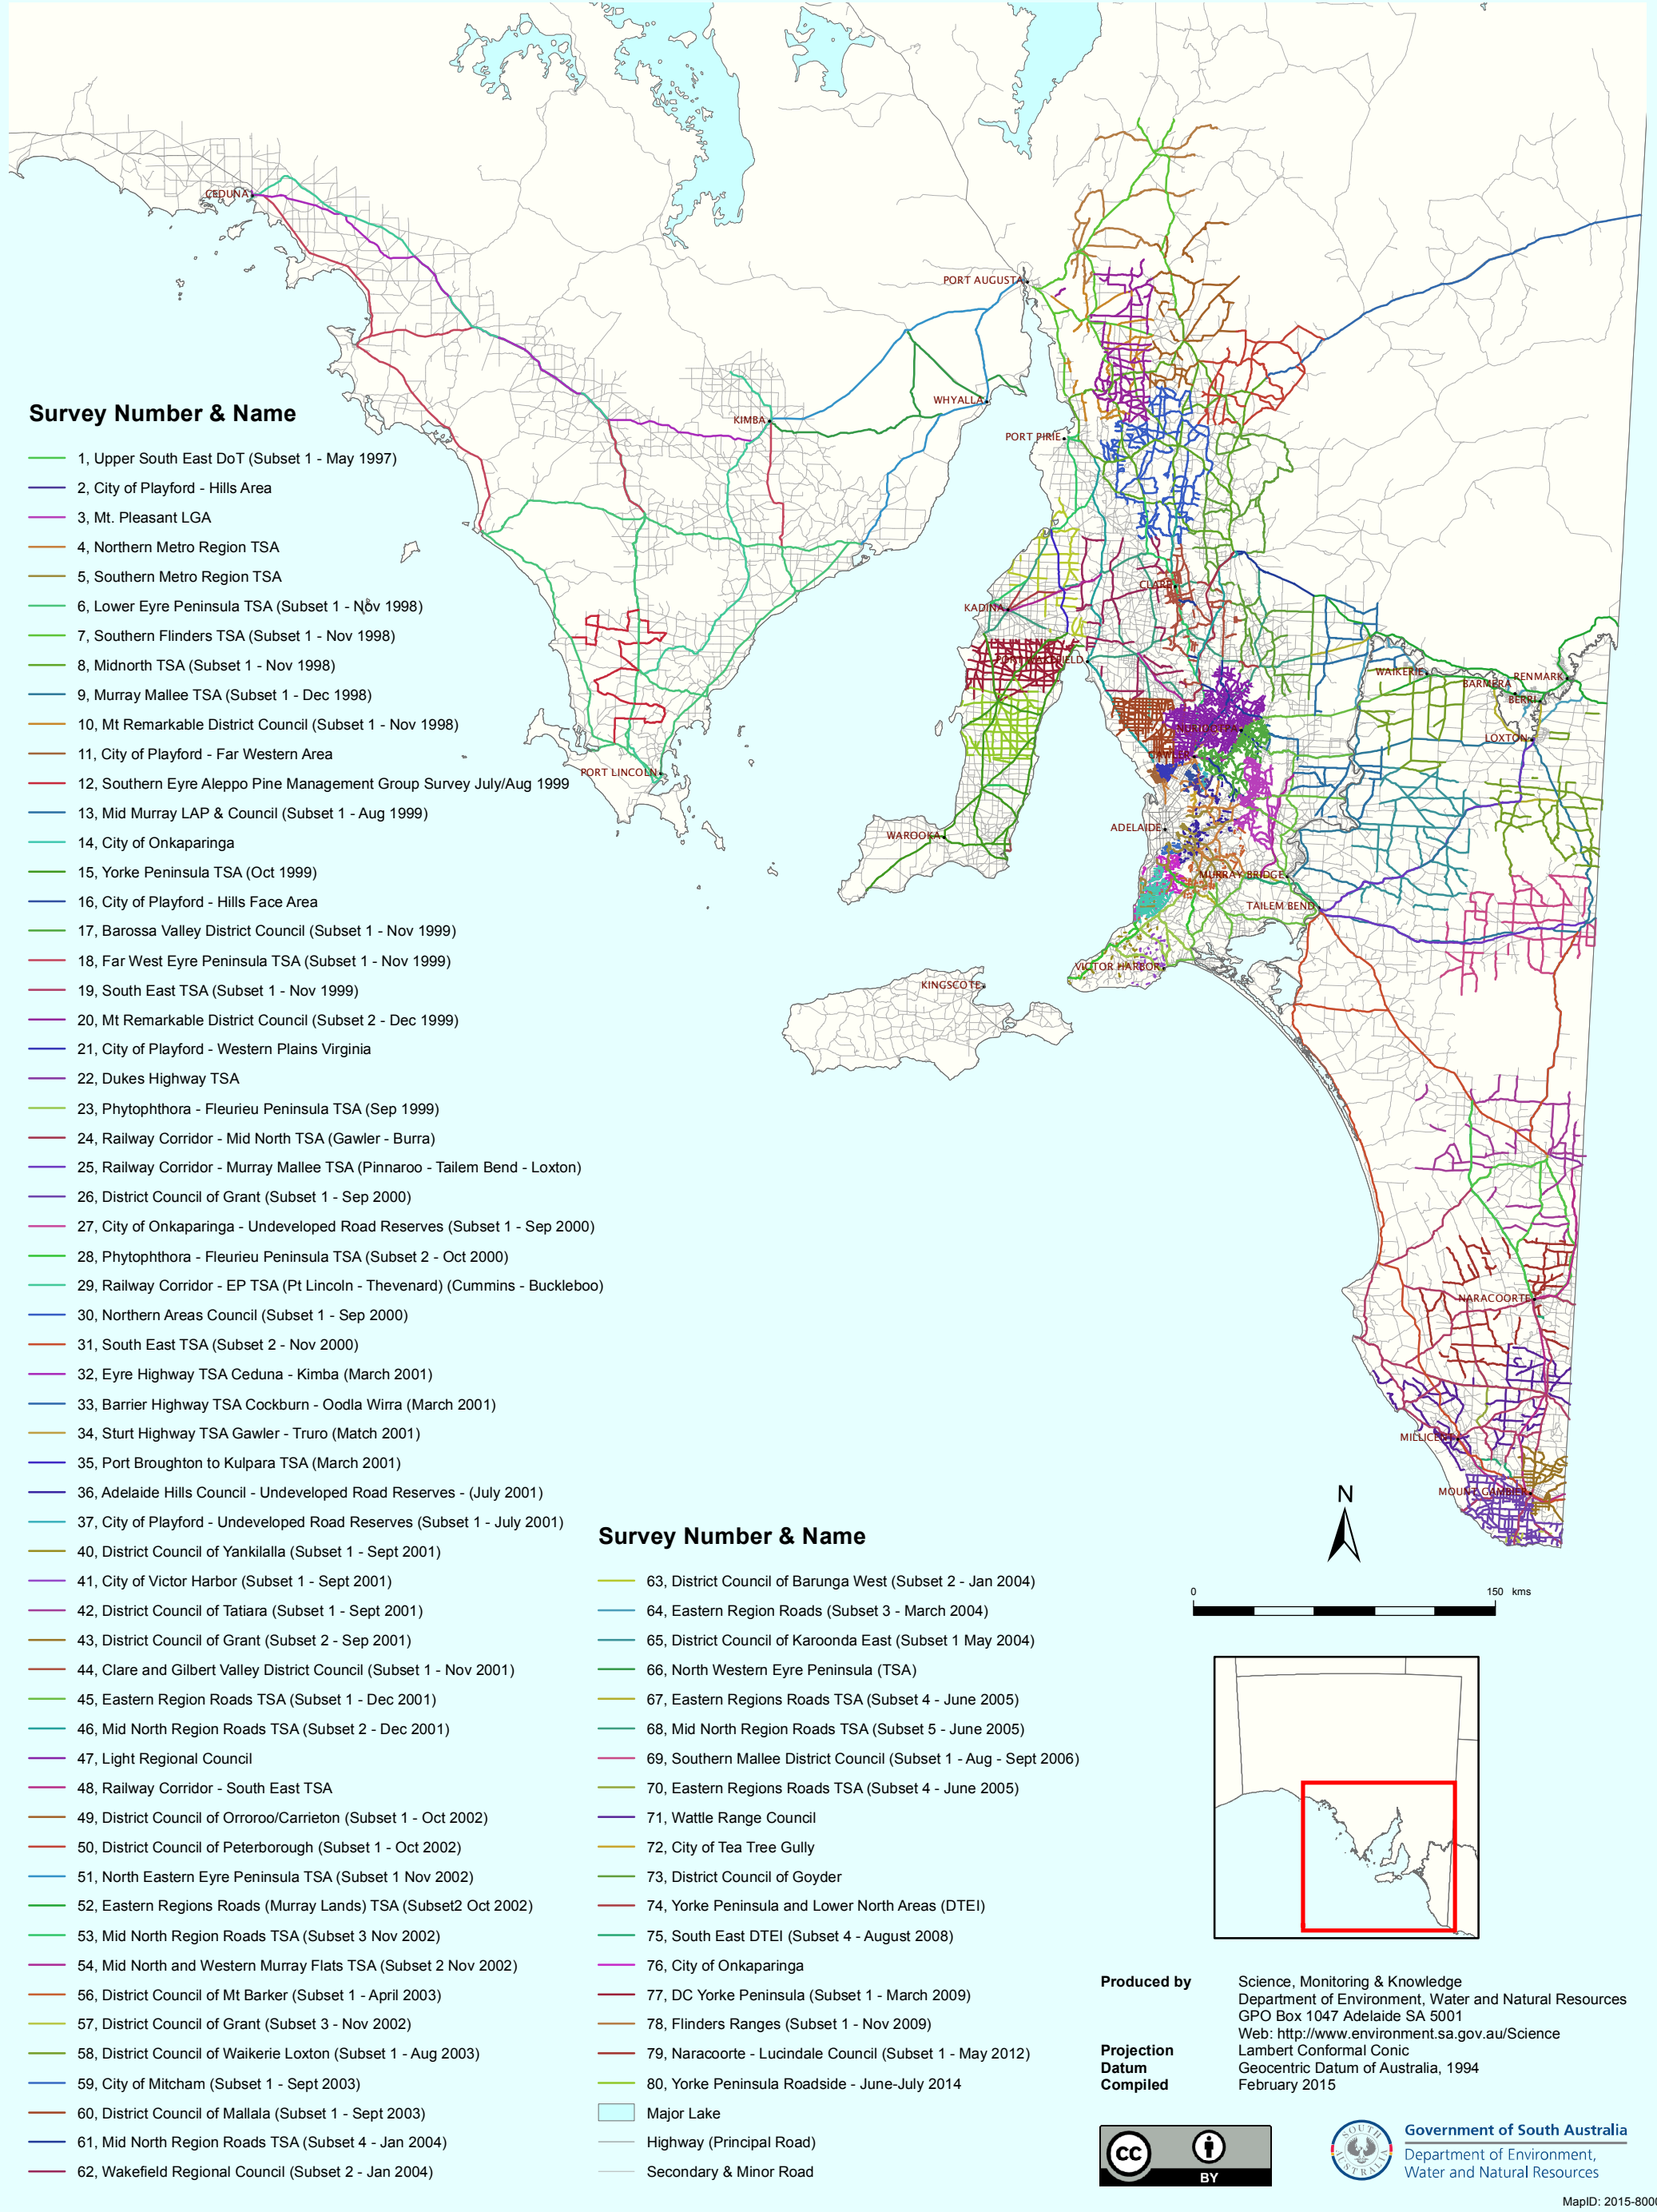 CEDUNA
PORT AUGUSTA
WHYALLA
KIMBA
PORT PIRIE
CLARE
KADINA
WAIKERIE
RENMARK
BARMERA
BERRI
LOXTON
PORT LINCOLN
WAROOKA
ADELAIDE
MURRAY BRIDGE
TAILEM BEND
VICTOR HARBOR
KINGSCOTE
NARACOORTE
MILLICENT
MOUNT GAMBIER
Survey Number & Name
1, Upper South East DoT (Subset 1 - May 1997)
2, City of Playford - Hills Area
3, Mt. Pleasant LGA
4, Northern Metro Region TSA
5, Southern Metro Region TSA
6, Lower Eyre Peninsula TSA (Subset 1 - Nov 1998)
7, Southern Flinders TSA (Subset 1 - Nov 1998)
8, Midnorth TSA (Subset 1 - Nov 1998)
9, Murray Mallee TSA (Subset 1 - Dec 1998)
10, Mt Remarkable District Council (Subset 1 - Nov 1998)
11, City of Playford - Far Western Area
12, Southern Eyre Aleppo Pine Management Group Survey July/Aug 1999
13, Mid Murray LAP & Council (Subset 1 - Aug 1999)
14, City of Onkaparinga
15, Yorke Peninsula TSA (Oct 1999)
16, City of Playford - Hills Face Area
17, Barossa Valley District Council (Subset 1 - Nov 1999)
18, Far West Eyre Peninsula TSA (Subset 1 - Nov 1999)
19, South East TSA (Subset 1 - Nov 1999)
20, Mt Remarkable District Council (Subset 2 - Dec 1999)
21, City of Playford - Western Plains Virginia
22, Dukes Highway TSA
23, Phytophthora - Fleurieu Peninsula TSA (Sep 1999)
24, Railway Corridor - Mid North TSA (Gawler - Burra)
25, Railway Corridor - Murray Mallee TSA (Pinnaroo - Tailem Bend - Loxton)
26, District Council of Grant (Subset 1 - Sep 2000)
27, City of Onkaparinga - Undeveloped Road Reserves (Subset 1 - Sep 2000)
28, Phytophthora - Fleurieu Peninsula TSA (Subset 2 - Oct 2000)
29, Railway Corridor - EP TSA (Pt Lincoln - Thevenard) (Cummins - Buckleboo)
30, Northern Areas Council (Subset 1 - Sep 2000)
31, South East TSA (Subset 2 - Nov 2000)
32, Eyre Highway TSA Ceduna - Kimba (March 2001)
33, Barrier Highway TSA Cockburn - Oodla Wirra (March 2001)
34, Sturt Highway TSA Gawler - Truro (Match 2001)
35, Port Broughton to Kulpara TSA (March 2001)
36, Adelaide Hills Council - Undeveloped Road Reserves - (July 2001)
37, City of Playford - Undeveloped Road Reserves (Subset 1 - July 2001)
40, District Council of Yankilalla (Subset 1 - Sept 2001)
41, City of Victor Harbor (Subset 1 - Sept 2001)
42, District Council of Tatiara (Subset 1 - Sept 2001)
43, District Council of Grant (Subset 2 - Sep 2001)
44, Clare and Gilbert Valley District Council (Subset 1 - Nov 2001)
45, Eastern Region Roads TSA (Subset 1 - Dec 2001)
46, Mid North Region Roads TSA (Subset 2 - Dec 2001)
47, Light Regional Council
48, Railway Corridor - South East TSA
49, District Council of Orroroo/Carrieton (Subset 1 - Oct 2002)
50, District Council of Peterborough (Subset 1 - Oct 2002)
51, North Eastern Eyre Peninsula TSA (Subset 1 Nov 2002)
52, Eastern Regions Roads (Murray Lands) TSA (Subset2 Oct 2002)
53, Mid North Region Roads TSA (Subset 3 Nov 2002)
54, Mid North and Western Murray Flats TSA (Subset 2 Nov 2002)
56, District Council of Mt Barker (Subset 1 - April 2003)
57, District Council of Grant (Subset 3 - Nov 2002)
58, District Council of Waikerie Loxton (Subset 1 - Aug 2003)
59, City of Mitcham (Subset 1 - Sept 2003)
60, District Council of Mallala (Subset 1 - Sept 2003)
61, Mid North Region Roads TSA (Subset 4 - Jan 2004)
62, Wakefield Regional Council (Subset 2 - Jan 2004)
Survey Number & Name
63, District Council of Barunga West (Subset 2 - Jan 2004)
64, Eastern Region Roads (Subset 3 - March 2004)
65, District Council of Karoonda East (Subset 1 May 2004)
66, North Western Eyre Peninsula (TSA)
67, Eastern Regions Roads TSA (Subset 4 - June 2005)
68, Mid North Region Roads TSA (Subset 5 - June 2005)
69, Southern Mallee District Council (Subset 1 - Aug - Sept 2006)
70, Eastern Regions Roads TSA (Subset 4 - June 2005)
71, Wattle Range Council
72, City of Tea Tree Gully
73, District Council of Goyder
74, Yorke Peninsula and Lower North Areas (DTEI)
75, South East DTEI (Subset 4 - August 2008)
76, City of Onkaparinga
77, DC Yorke Peninsula (Subset 1 - March 2009)
78, Flinders Ranges (Subset 1 - Nov 2009)
79, Naracoorte - Lucindale Council (Subset 1 - May 2012)
80, Yorke Peninsula Roadside - June-July 2014
Major Lake
Highway (Principal Road)
Secondary & Minor Road
N
0 150 kms
Produced by Science, Monitoring & Knowledge
Department of Environment, Water and Natural Resources
GPO Box 1047 Adelaide SA 5001
Web: http://www.environment.sa.gov.au/Science
Projection Lambert Conformal Conic
Datum Geocentric Datum of Australia, 1994
Compiled February 2015
CC
BY
SOUTH AUSTRALIA
Government of South Australia
Department of Environment,
Water and Natural Resources